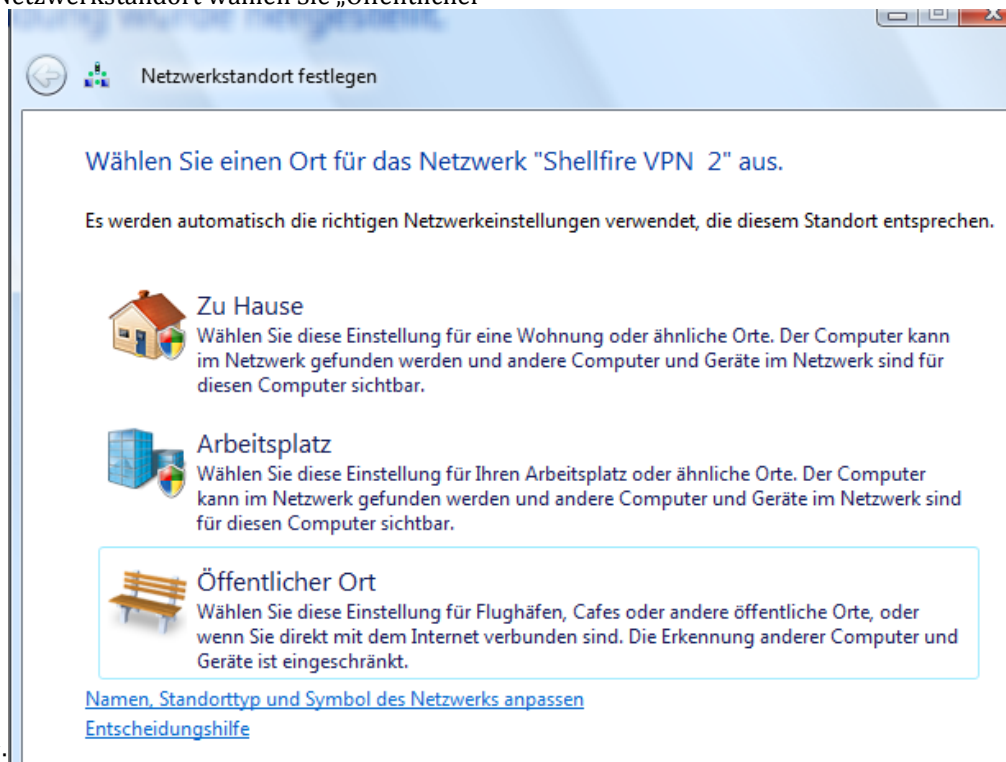 Netzwerkstandort wählen Sie „Öffentlicher
Netzwerkstandort festlegen
Wählen Sie einen Ort für das Netzwerk "Shellfire VPN  2" aus.
Es werden automatisch die richtigen Netzwerkeinstellungen verwendet, die diesem Standort entsprechen.
Zu Hause
Wählen Sie diese Einstellung für eine Wohnung oder ähnliche Orte. Der Computer kann
im Netzwerk gefunden werden und andere Computer und Geräte im Netzwerk sind für
diesen Computer sichtbar.
Arbeitsplatz
Wählen Sie diese Einstellung für Ihren Arbeitsplatz oder ähnliche Orte. Der Computer
kann im Netzwerk gefunden werden und andere Computer und Geräte im Netzwerk sind
für diesen Computer sichtbar.
Öffentlicher Ort
Wählen Sie diese Einstellung für Flughäfen, Cafes oder andere öffentliche Orte, oder
wenn Sie direkt mit dem Internet verbunden sind. Die Erkennung anderer Computer und
Geräte ist eingeschränkt.
Namen, Standorttyp und Symbol des Netzwerks anpassen
Entscheidungshilfe
.